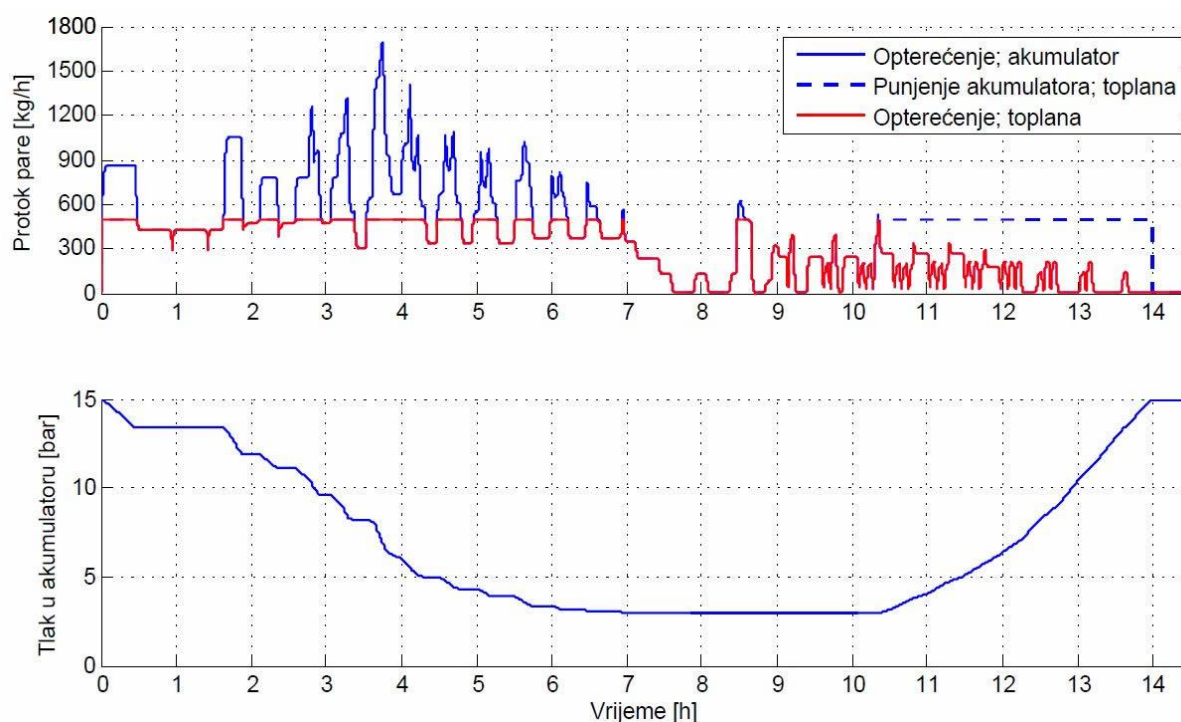 Protok pare [kg/h]
1800
1500
1200
900
600
300
0
Opterećenje; akumulator
Punjenje akumulatora; toplana
Opterećenje; toplana
0 1 2 3 4 5 6 7 8 9 10 11 12 13 14
Tlak u akumulatoru [bar]
15
10
5
0
0 1 2 3 4 5 6 7 8 9 10 11 12 13 14
Vrijeme [h]